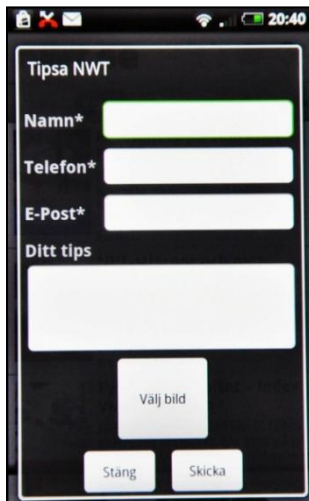 20:40
Tipsa NWT
Namn*
Telefon*
E-Post*
Ditt tips
Välj bild
Stäng Skicka